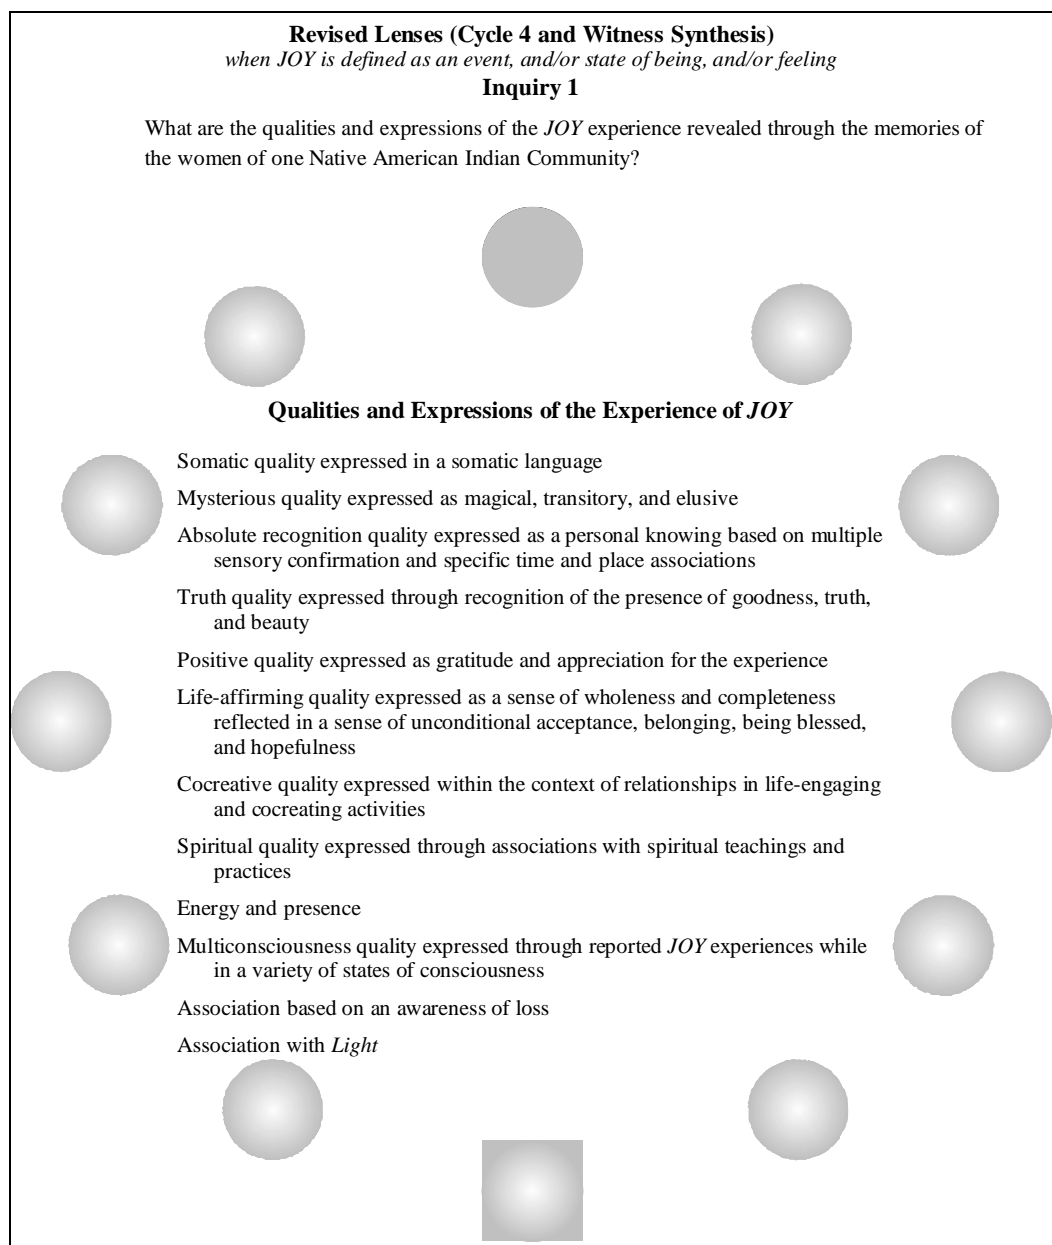 Revised Lenses (Cycle 4 and Witness Synthesis)
when JOY is defined as an event, and/or state of being, and/or feeling
Inquiry 1
What are the qualities and expressions of the JOY experience revealed through the memories of
the women of one Native American Indian Community?
Qualities and Expressions of the Experience of JOY
Somatic quality expressed in a somatic language
Mysterious quality expressed as magical, transitory, and elusive
Absolute recognition quality expressed as a personal knowing based on multiple
sensory confirmation and specific time and place associations
Truth quality expressed through recognition of the presence of goodness, truth,
and beauty
Positive quality expressed as gratitude and appreciation for the experience
Life-affirming quality expressed as a sense of wholeness and completeness
reflected in a sense of unconditional acceptance, belonging, being blessed,
and hopefulness
Cocreative quality expressed within the context of relationships in life-engaging
and cocreating activities
Spiritual quality expressed through associations with spiritual teachings and
practices
Energy and presence
Multiconsciousness quality expressed through reported JOY experiences while
in a variety of states of consciousness
Association based on an awareness of loss
Association with Light